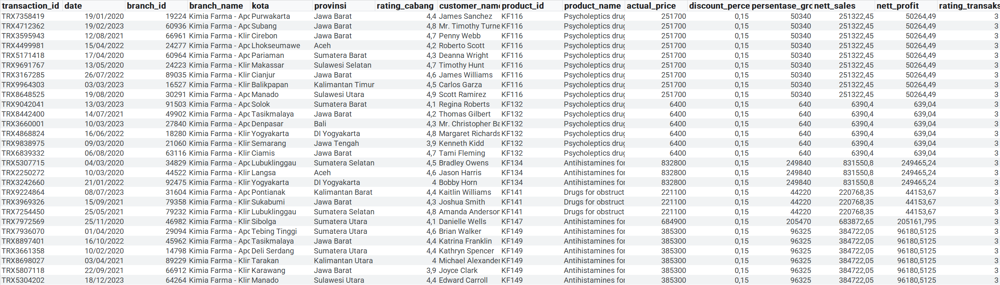 transaction_id date branch_id branch_name kota provinsi rating_cabang customer_name product_id product_name actual_price discount_perce persentase_gro nett_sales nett_profit rating_transaks
TRX7358419 19/01/2020 19224 Kimia Farma - Apo Purwakarta Jawa Barat 4,4 James Sanchez KF116 Psycholeptics drug 251700 0,15 50340 251322,45 50264,49 3
TRX4712362 19/02/2023 60936 Kimia Farma - Apo Subang Jawa Barat 4,8 Mr. Timothy Turne KF116 Psycholeptics drug 251700 0,15 50340 251322,45 50264,49 3
TRX3595943 12/08/2021 66961 Kimia Farma - Klin Cirebon Jawa Barat 4,7 Penny Webb KF116 Psycholeptics drug 251700 0,15 50340 251322,45 50264,49 3
TRX4499981 15/04/2022 24277 Kimia Farma - Apo Lhokseumawe Aceh 4,2 Roberto Scott KF116 Psycholeptics drug 251700 0,15 50340 251322,45 50264,49 3
TRX5171418 17/04/2020 60964 Kimia Farma - Apo Pariaman Sumatera Barat 4,3 Deanna Wright KF116 Psycholeptics drug 251700 0,15 50340 251322,45 50264,49 3
TRX9691767 13/05/2020 24223 Kimia Farma - Klin Makassar Sulawesi Selatan 4,7 Timothy Hunt KF116 Psycholeptics drug 251700 0,15 50340 251322,45 50264,49 3
TRX3167285 26/07/2022 89035 Kimia Farma - Klin Cianjur Jawa Barat 4,6 James Williams KF116 Psycholeptics drug 251700 0,15 50340 251322,45 50264,49 3
TRX9964303 03/03/2023 16527 Kimia Farma - Klin Balikpapan Kalimantan Timur 4,5 Carlos Garza KF116 Psycholeptics drug 251700 0,15 50340 251322,45 50264,49 3
TRX8648525 19/08/2020 30291 Kimia Farma - Apo Manado Sulawesi Utara 4,9 Scott Ramirez KF116 Psycholeptics drug 251700 0,15 50340 251322,45 50264,49 3
TRX9042041 13/03/2023 91503 Kimia Farma - Apo Solok Sumatera Barat 4,1 Regina Roberts KF132 Psycholeptics drug 6400 0,15 640 6390,4 639,04 3
TRX8442400 14/07/2021 49902 Kimia Farma - Apo Tasikmalaya Jawa Barat 4,2 Thomas Gilbert KF132 Psycholeptics drug 6400 0,15 640 6390,4 639,04 3
TRX3660001 10/03/2023 27840 Kimia Farma - Apo Denpasar Bali 4,3 Mr. Christopher Ba KF132 Psycholeptics drug 6400 0,15 640 6390,4 639,04 3
TRX4868824 16/06/2022 18280 Kimia Farma - Klin Yogyakarta DI Yogyakarta 4,8 Margaret Richards KF132 Psycholeptics drug 6400 0,15 640 6390,4 639,04 3
TRX9838975 09/03/2020 21060 Kimia Farma - Klin Semarang Jawa Tengah 3,9 Kenneth Kidd KF132 Psycholeptics drug 6400 0,15 640 6390,4 639,04 3
TRX6839332 06/08/2020 63116 Kimia Farma - Klin Ciamis Jawa Barat 4,7 Tami Fleming KF132 Psycholeptics drug 6400 0,15 640 6390,4 639,04 3
TRX5307715 04/03/2020 34829 Kimia Farma - Apo Lubuklinggau Sumatera Selatan 4,5 Bradley Owens KF134 Antihistamines for 832800 0,15 249840 831550,8 249465,24 3
TRX2250272 10/03/2020 44522 Kimia Farma - Klin Langsa Aceh 4,6 Jason Harris KF134 Antihistamines for 832800 0,15 249840 831550,8 249465,24 3
TRX3242660 21/01/2022 92475 Kimia Farma - Klin Yogyakarta DI Yogyakarta 4 Bobby Horn KF134 Antihistamines for 832800 0,15 249840 831550,8 249465,24 3
TRX9224864 08/07/2023 31604 Kimia Farma - Apo Pontianak Kalimantan Barat 4,4 Kaitlin Williams KF141 Drugs for obstruct 221100 0,15 44220 220768,35 44153,67 3
TRX3969326 15/09/2021 79358 Kimia Farma - Klin Sukabumi Jawa Barat 4,3 Joshua Smith KF141 Drugs for obstruct 221100 0,15 44220 220768,35 44153,67 3
TRX7254450 25/05/2021 79232 Kimia Farma - Klin Lubuklinggau Sumatera Selatan 4,8 Amanda Anderson KF141 Drugs for obstruct 221100 0,15 44220 220768,35 44153,67 3
TRX7972569 25/11/2020 46982 Kimia Farma - Klin Sibolga Sumatera Utara 4,1 Danielle Wells KF147 Antihistamines for 684900 0,15 205470 683872,65 205161,795 3
TRX7936070 01/04/2020 29094 Kimia Farma - Apo Tebing Tinggi Sumatera Utara 4,6 Brian Walker KF149 Antihistamines for 385300 0,15 96325 384722,05 96180,5125 3
TRX8897401 16/10/2022 45962 Kimia Farma - Apo Tasikmalaya Jawa Barat 4,4 Katrina Franklin KF149 Antihistamines for 385300 0,15 96325 384722,05 96180,5125 3
TRX3661358 10/02/2020 14798 Kimia Farma - Apo Deli Serdang Sumatera Utara 4,4 Kathryn Spencer KF149 Antihistamines for 385300 0,15 96325 384722,05 96180,5125 3
TRX8698027 03/04/2021 89229 Kimia Farma - Klin Tarakan Kalimantan Utara 4 Michael Alexander KF149 Antihistamines for 385300 0,15 96325 384722,05 96180,5125 3
TRX5807118 22/09/2021 66912 Kimia Farma - Klin Karawang Jawa Barat 3,9 Joyce Clark KF149 Antihistamines for 385300 0,15 96325 384722,05 96180,5125 3
TRX5304202 18/12/2023 64264 Kimia Farma - Klin Manado Sulawesi Utara 4,4 Edward Carroll KF149 Antihistamines for 385300 0,15 96325 384722,05 96180,5125 3